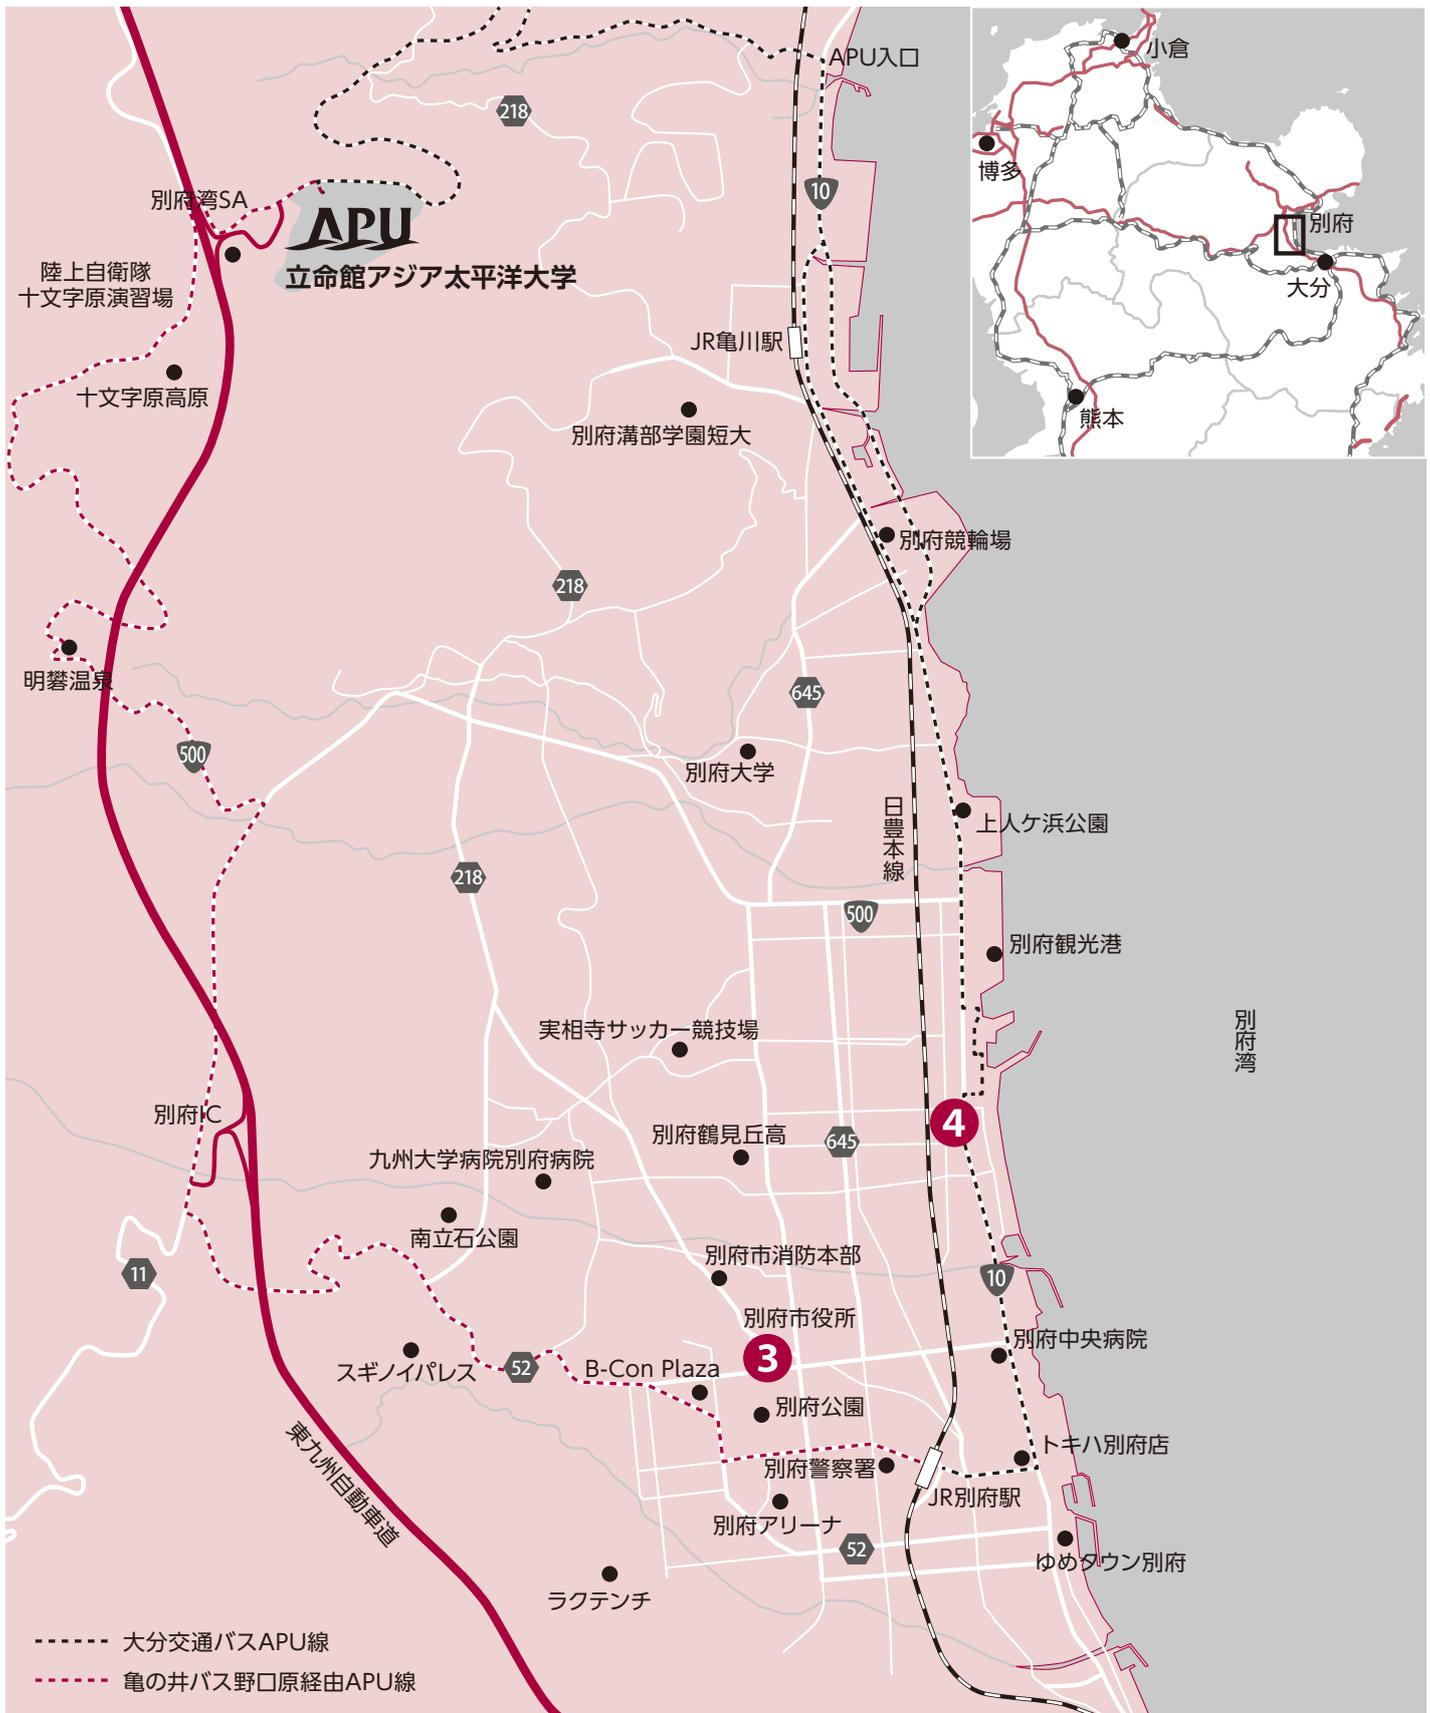 APU入口
218
10
別府湾SA
APU
立命館アジア太平洋大学
陸上自衛隊
十文字原演習場
JR亀川駅
十文字原高原
別府溝部学園短大
別府競輪場
218
明礬温泉
645
500
別府大学
日豊本線
上人ケ浜公園
218
500
別府観光港
別府湾
実相寺サッカー競技場
別府IC
4
別府鶴見丘高
645
九州大学病院別府病院
南立石公園
別府市消防本部
11
10
別府市役所
3
別府中央病院
スギノイパレス
52
B-Con Plaza
別府公園
トキハ別府店
別府警察署
JR別府駅
東九州自動車道
別府アリーナ
52
ゆめタウン別府
ラクテンチ
大分交通バスAPU線
亀の井バス野口原経由APU線
小倉
博多
別府
大分
熊本